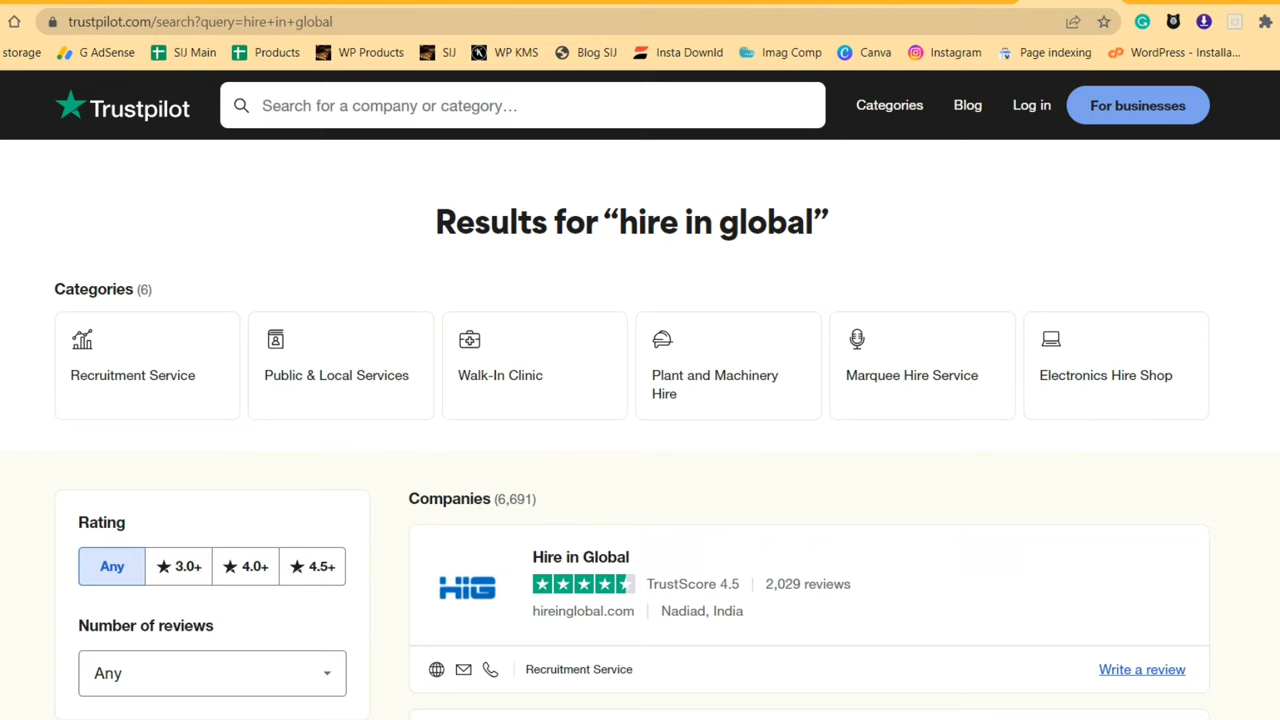 trustpilot.com/search?query=hire+in+global
storage G AdSense SIJ Main Products WP Products SIJ WP KMS Blog SIJ Insta Downld Imag Comp Canva Instagram Page indexing WordPress - Installa...
Trustpilot Search for a company or category... Categories Blog Log in For businesses
Results for “hire in global”
Categories (6)
Recruitment Service
Public & Local Services
Walk-In Clinic
Plant and Machinery
Hire
Marquee Hire Service
Electronics Hire Shop
Rating
Any 3.0+ 4.0+ 4.5+
Number of reviews
Any
Companies (6,691)
HIG
Hire in Global
TrustScore 4.5 | 2,029 reviews
hireinglobal.com | Nadiad, India
Recruitment Service Write a review